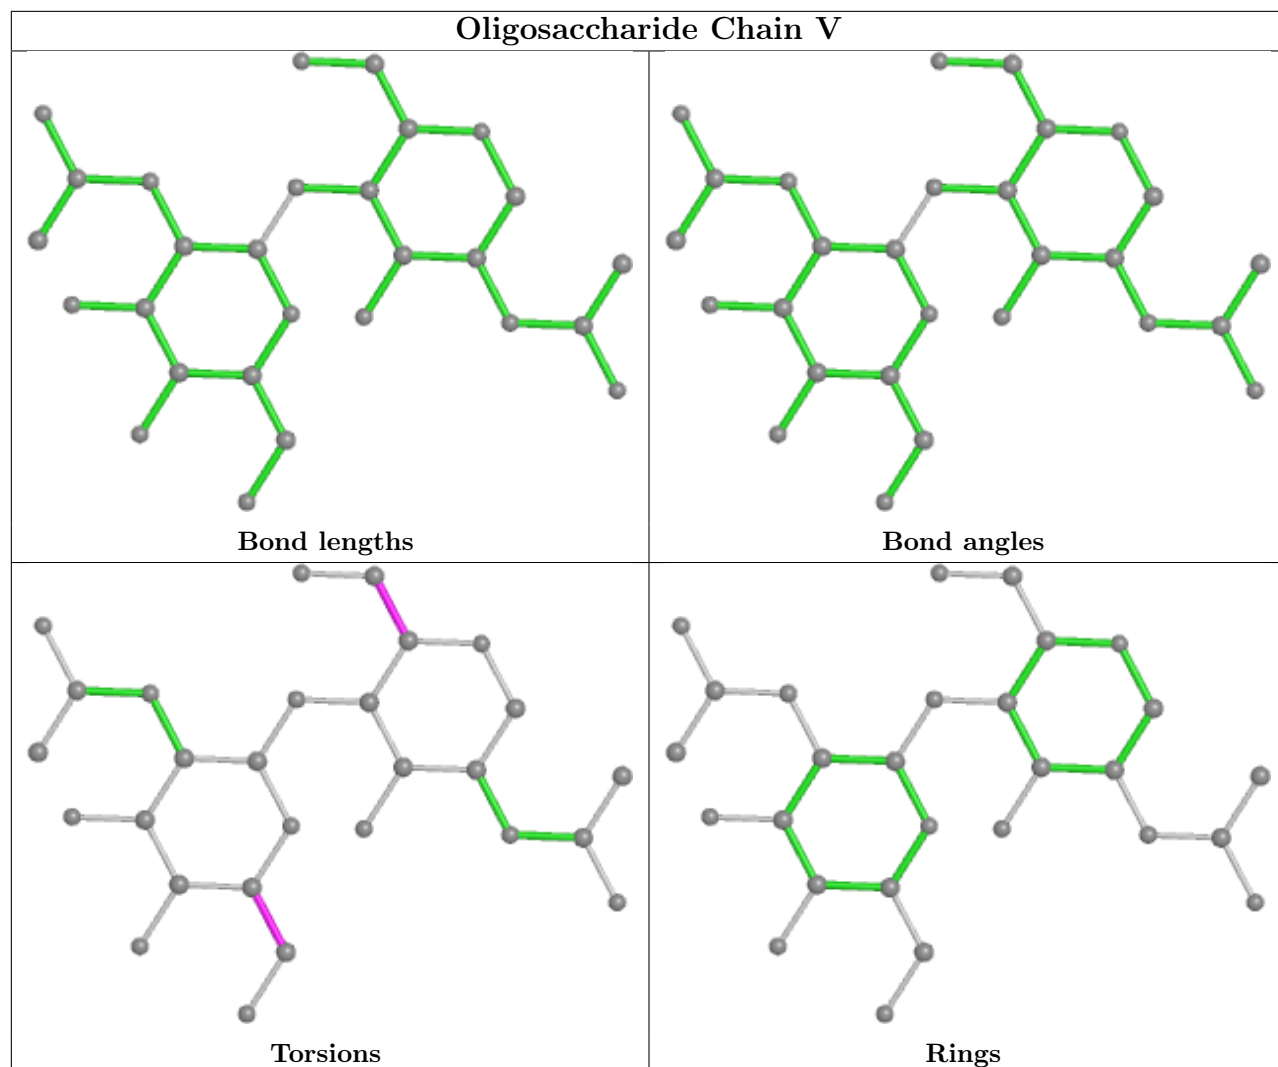 Oligosaccharide Chain V
Bond lengths
Bond angles
Torsions
Rings